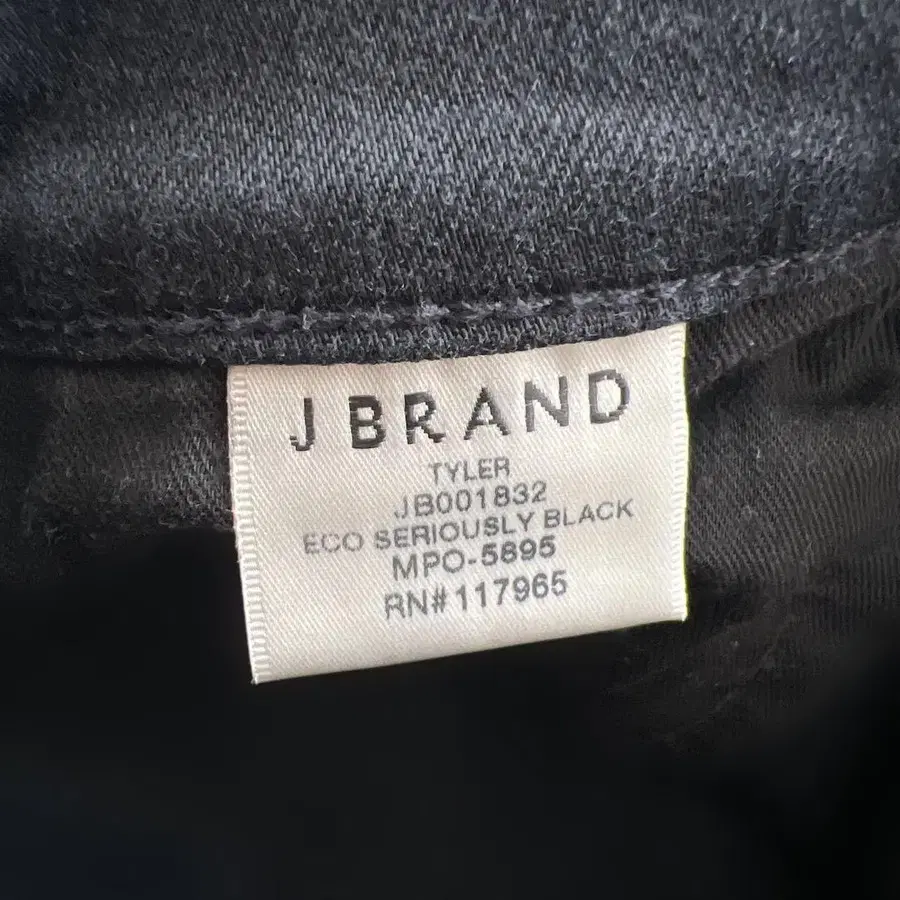 J BRAND
TYLER
JB001832
ECO SERIOUSLY BLACK
MPO-5895
RN#117965